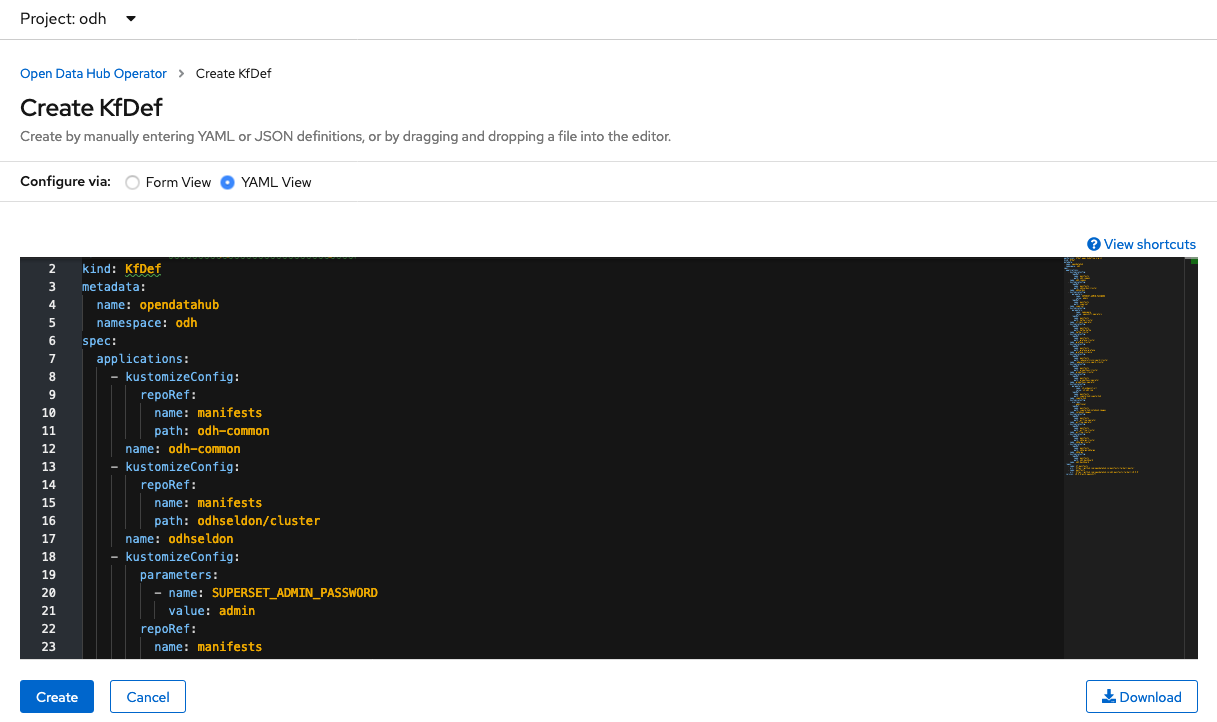 Project: odh
Open Data Hub Operator > Create KfDef
Create KfDef
Create by manually entering YAML or JSON definitions, or by dragging and dropping a file into the editor.
Configure via: Form View YAML View
View shortcuts
2 kind: KfDef
3 metadata:
4 name: opendatahub
5 namespace: odh
6 spec:
7 applications:
8 - kustomizeConfig:
9 repoRef:
10 name: manifests
11 path: odh-common
12 name: odh-common
13 - kustomizeConfig:
14 repoRef:
15 name: manifests
16 path: odhseldon/cluster
17 name: odhseldon
18 - kustomizeConfig:
19 parameters:
20 - name: SUPERSET_ADMIN_PASSWORD
21 value: admin
22 repoRef:
23 name: manifests
Create Cancel Download